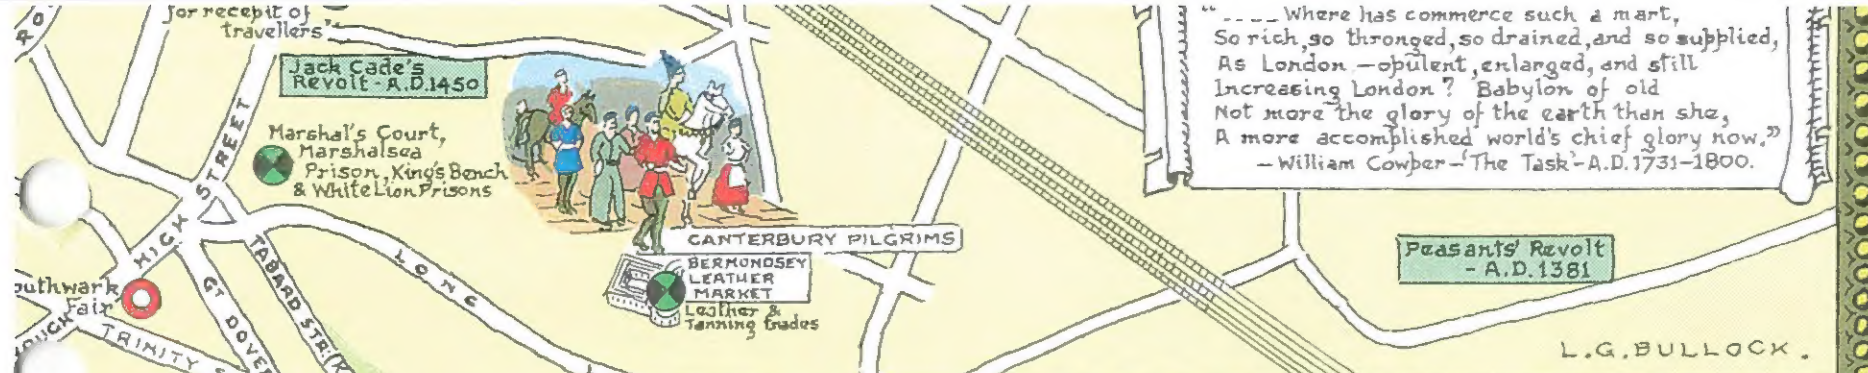 for receipt of
travellers"
Jack Cade's
Revolt - A.D.1450
Marshal's Court,
Marshalsea
Prison, King's Bench
& White Lion Prisons
HIGH STREET
Southwark
Fair
TRINITY
GT DOVE
TABARD STR.
LONG
CANTERBURY PILGRIMS
BERMONDSEY
LEATHER
MARKET
Leather &
Tanning trades
Where has commerce such a mart,
So rich, so thronged, so drained, and so supplied,
As London — opulent, enlarged, and still
Increasing London? Babylon of old
Not more the glory of the earth than she,
A more accomplished world's chief glory now."
— William Cowper — 'The Task' - A.D. 1731-1800.
Peasants' Revolt
- A.D.1381
L.G.BULLOCK.